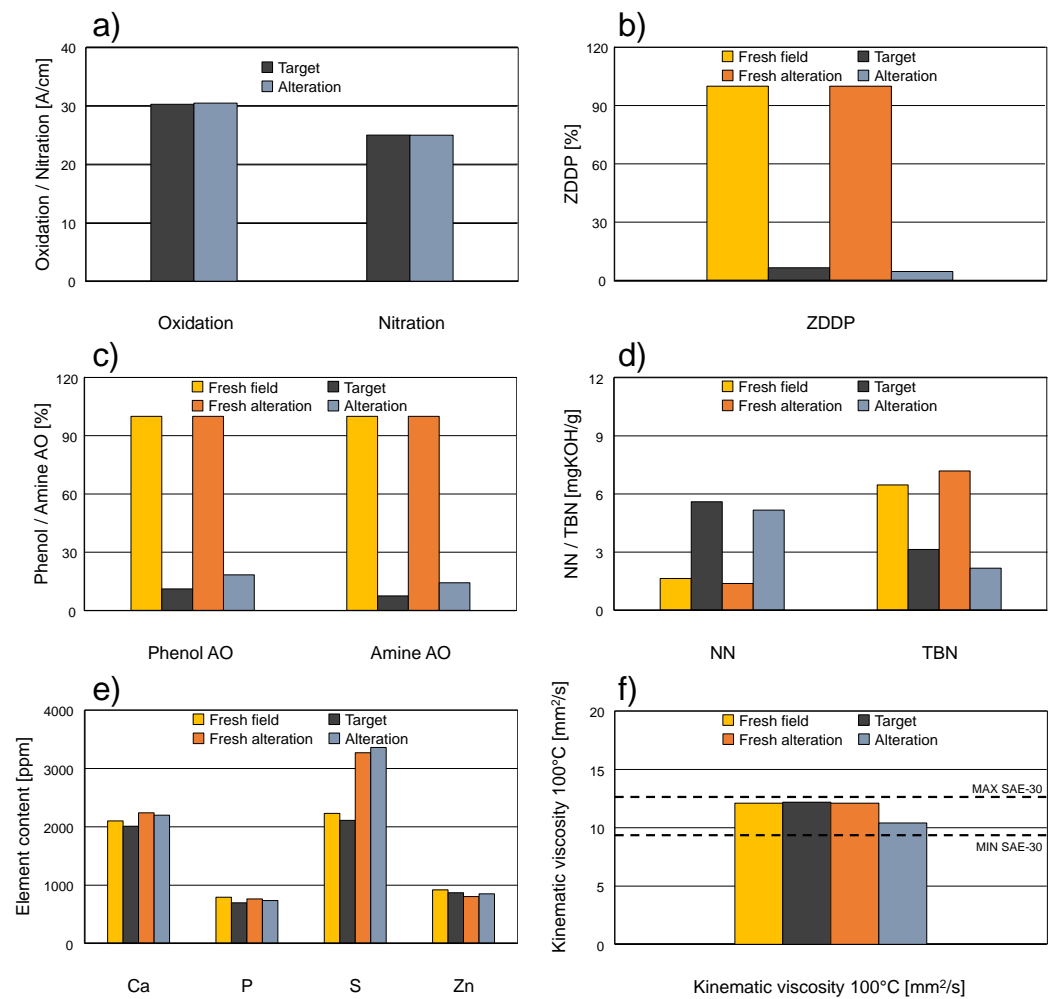 a)
Oxidation / Nitration [A/cm]
40
30
20
10
0
Target
Alteration
Oxidation
Nitration
b)
ZDDP [%]
120
90
60
30
0
Fresh field
Target
Fresh alteration
Alteration
ZDDP
c)
Phenol / Amine AO [%]
120
90
60
30
0
Fresh field
Target
Fresh alteration
Alteration
Phenol AO
Amine AO
d)
NN / TBN [mgKOH/g]
12
9
6
3
0
Fresh field
Target
Fresh alteration
Alteration
NN
TBN
e)
Element content [ppm]
4000
3000
2000
1000
0
Fresh field
Target
Fresh alteration
Alteration
Ca
P
S
Zn
f)
Kinematic viscosity 100°C [mm²/s]
20
15
10
5
0
Fresh field
Target
Fresh alteration
Alteration
MAX SAE-30
MIN SAE-30
Kinematic viscosity 100°C [mm²/s]